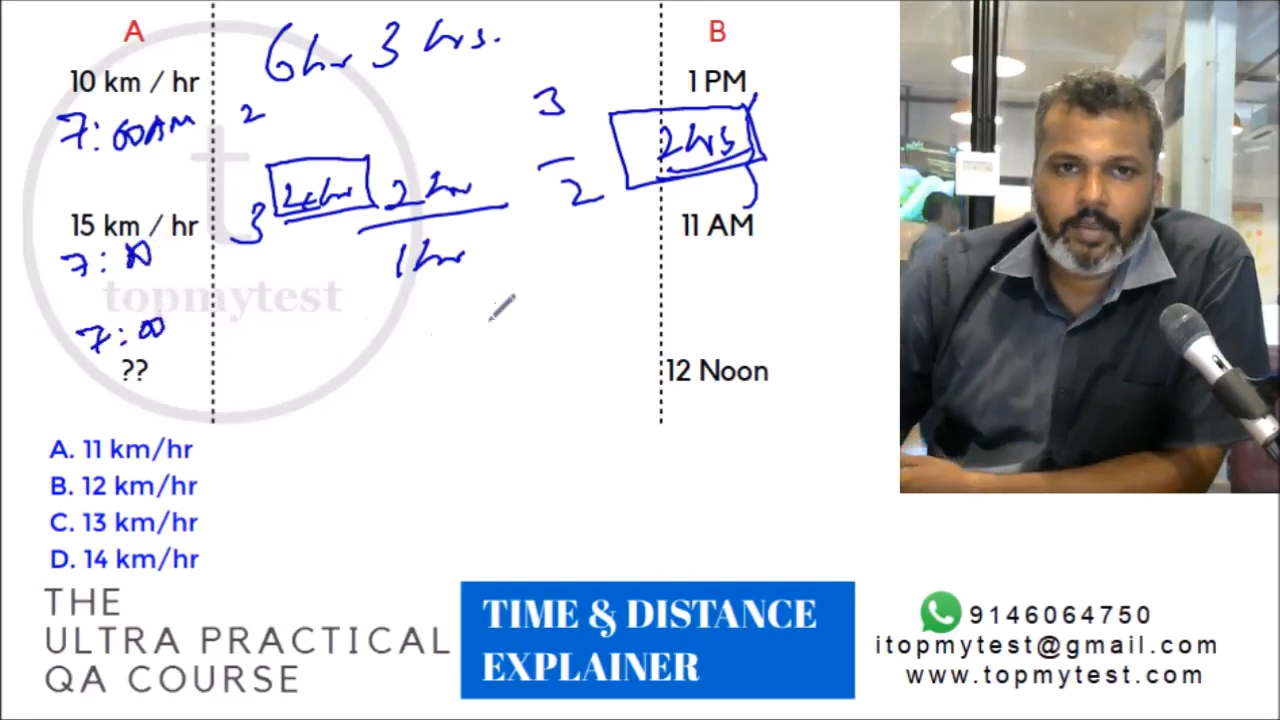 A
6hr 3 hrs.
B
10 km / hr
1 PM
7:00AM
2
3
2
2hrs
3
2hr
15 km / hr
11 AM
7:00
1hr
topmytest
7:00
??
12 Noon
A. 11 km/hr
B. 12 km/hr
C. 13 km/hr
D. 14 km/hr
THE
ULTRA PRACTICAL
QA COURSE
TIME & DISTANCE
EXPLAINER
9146064750
itopmytest@gmail.com
www.topmytest.com